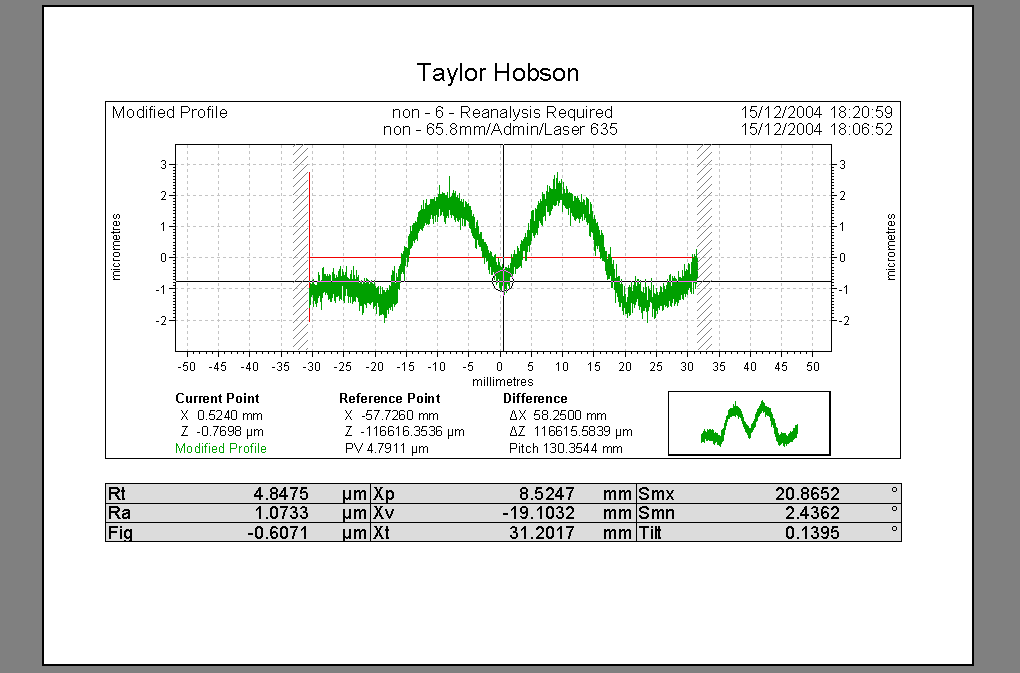 Taylor Hobson
Modified Profile non - 6 - Reanalysis Required 15/12/2004 18:20:59
non - 65.8mm/Admin/Laser 635 15/12/2004 18:06:52
3 3
2 2
1 1
micrometres micrometres
0 0
-1 -1
-2 -2
-50 -45 -40 -35 -30 -25 -20 -15 -10 -5 0 5 10 15 20 25 30 35 40 45 50
millimetres
Current Point Reference Point Difference
X 0.5240 mm X -57.7260 mm ΔX 58.2500 mm
Z -0.7698 µm Z -116616.3536 µm ΔZ 116615.5839 µm
Modified Profile PV 4.7911 µm Pitch 130.3544 mm
Rt 4.8475 µm Xp 8.5247 mm Smx 20.8652 °
Ra 1.0733 µm Xv -19.1032 mm Smn 2.4362 °
Fig -0.6071 µm Xt 31.2017 mm Tilt 0.1395 °